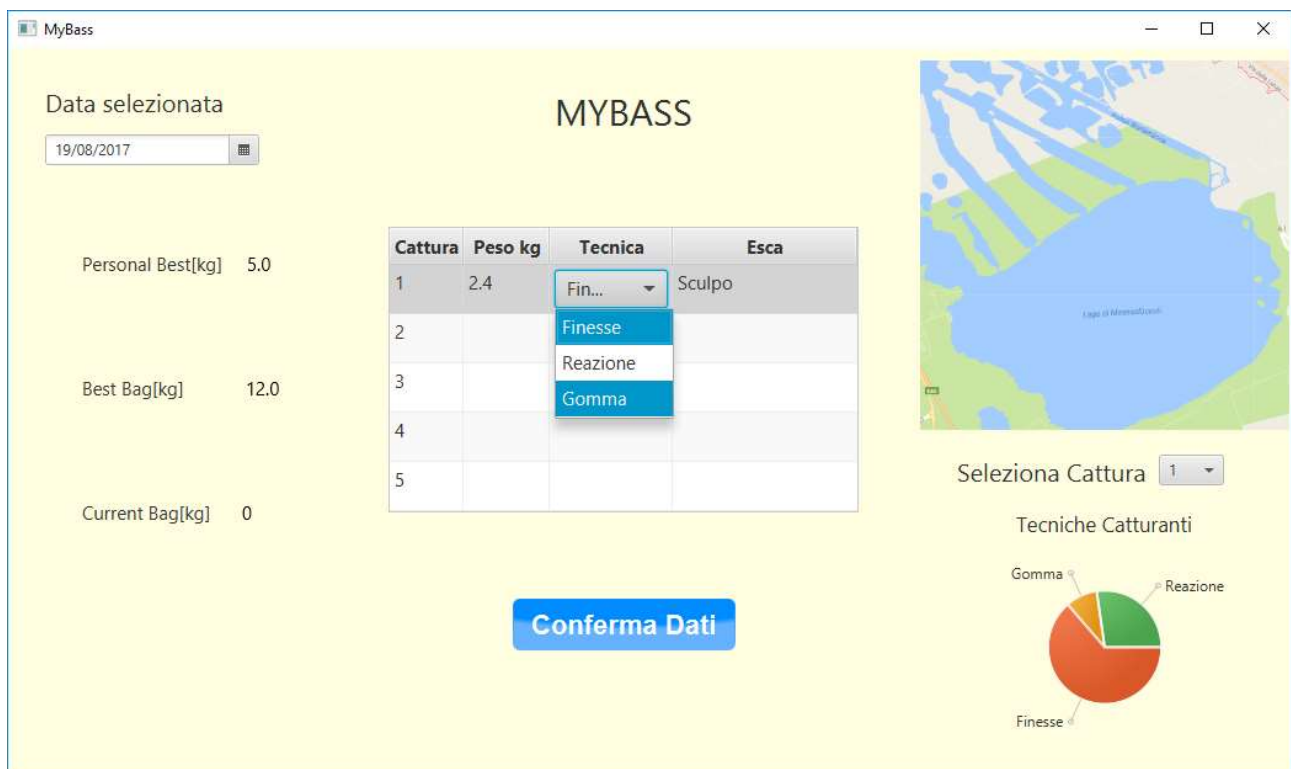 MyBass
Data selezionata
19/08/2017
MYBASS
Personal Best[kg] 5.0
Best Bag[kg] 12.0
Current Bag[kg] 0
Cattura Peso kg Tecnica Esca
1 2.4 Fin... Sculpo
Finesse
Reazione
Gomma
2
3
4
5
Conferma Dati
Seleziona Cattura 1
Tecniche Catturanti
Gomma
Reazione
Finesse